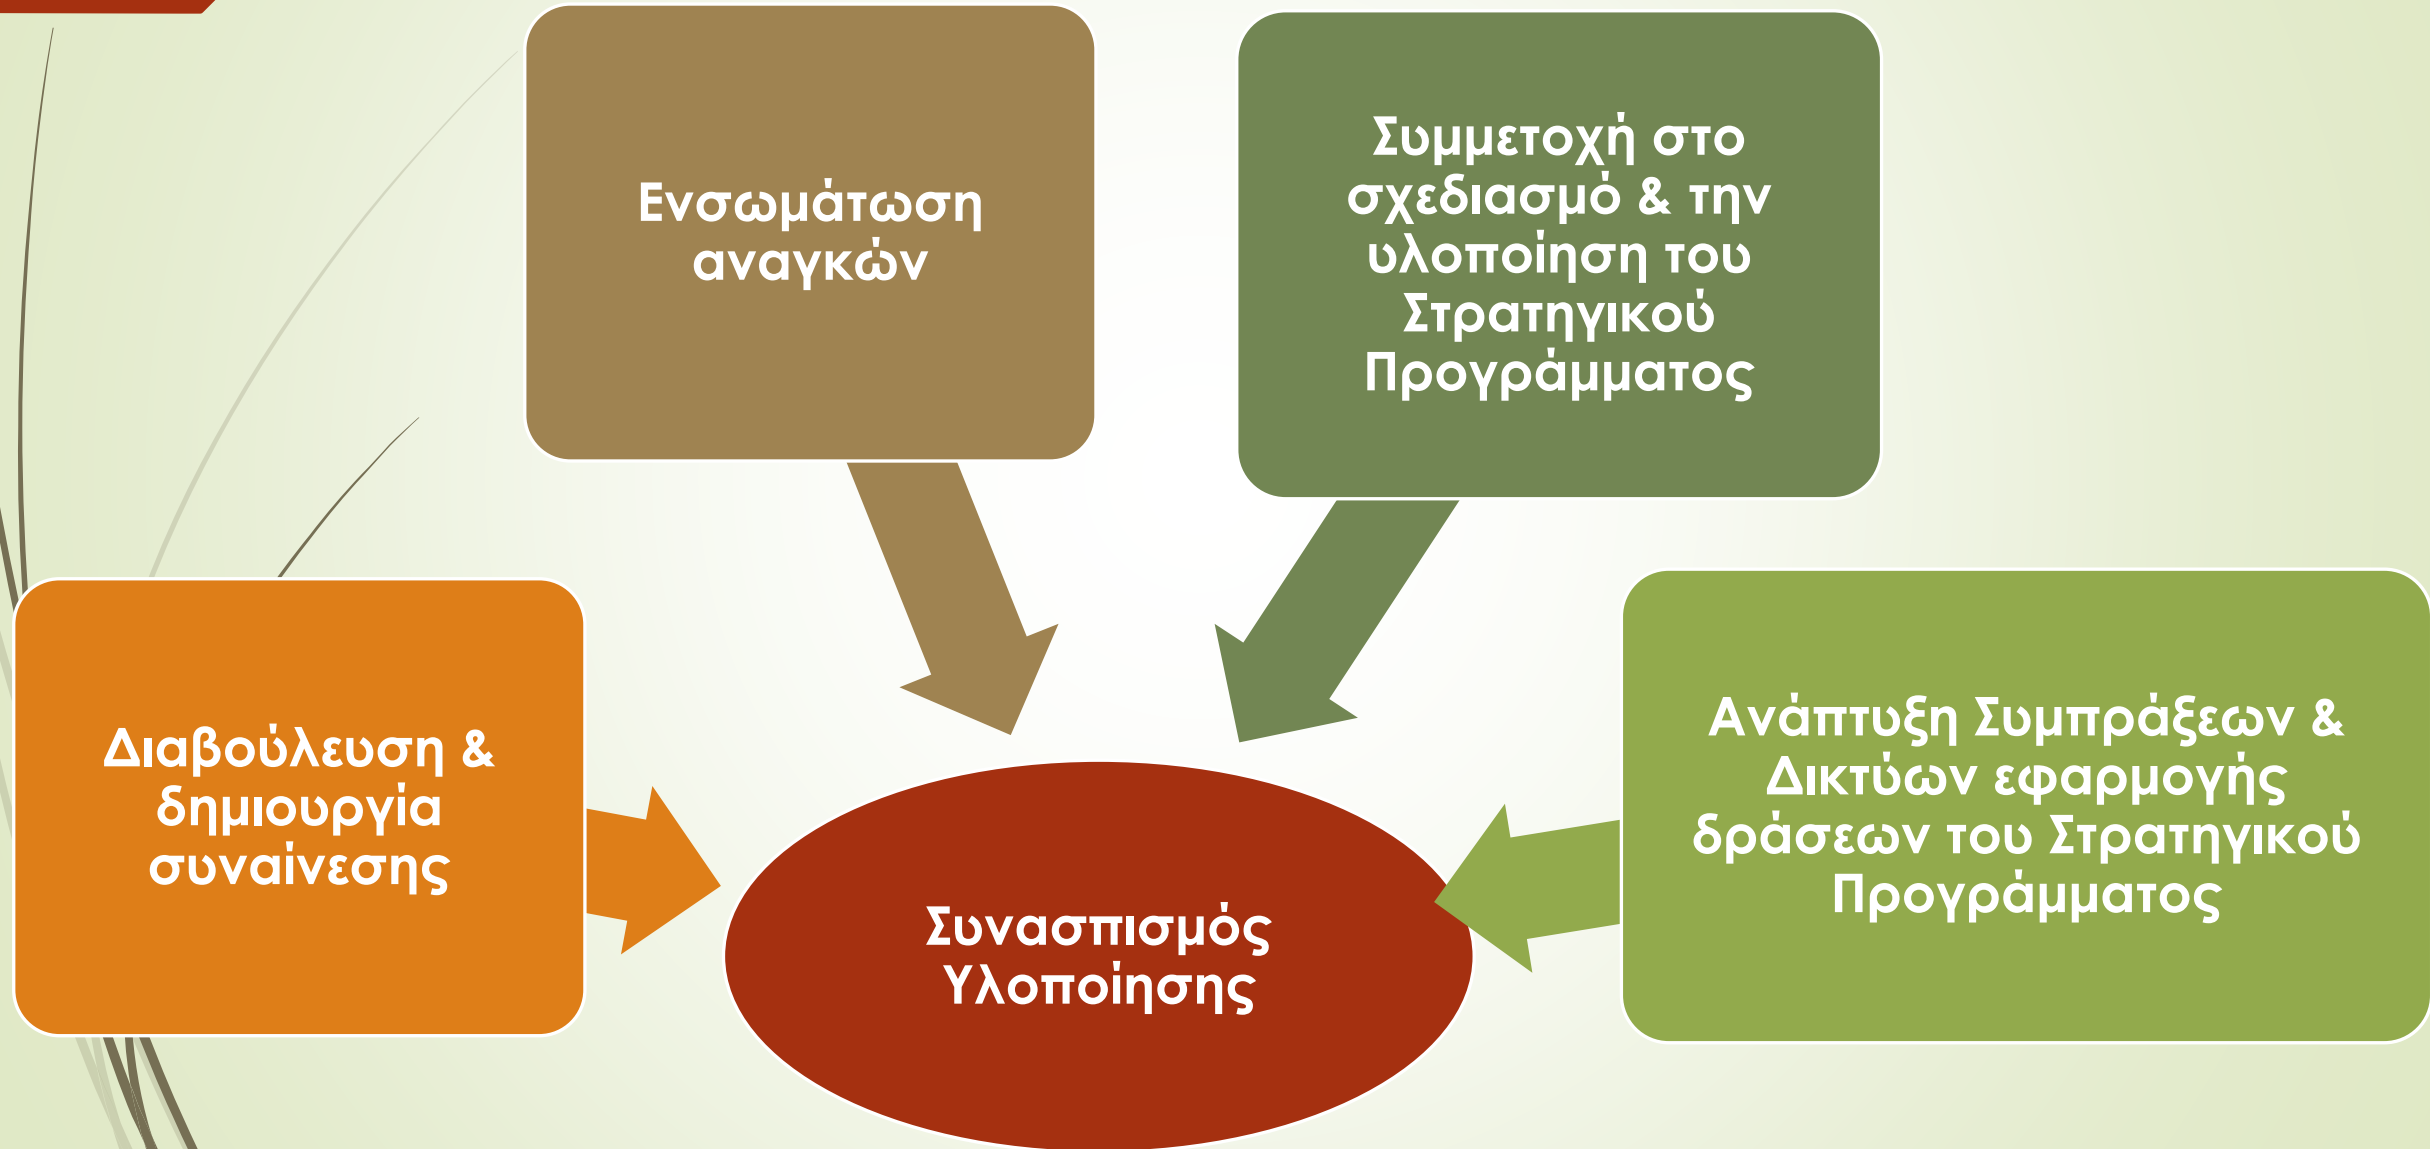 Ενσωμάτωση
αναγκών
Συμμετοχή στο
σχεδιασμό & την
υλοποίηση του
Στρατηγικού
Προγράμματος
Διαβούλευση &
δημιουργία
συναίνεσης
Ανάπτυξη Συμπράξεων &
Δικτύων εφαρμογής
δράσεων του Στρατηγικού
Προγράμματος
Συνασπισμός
Υλοποίησης